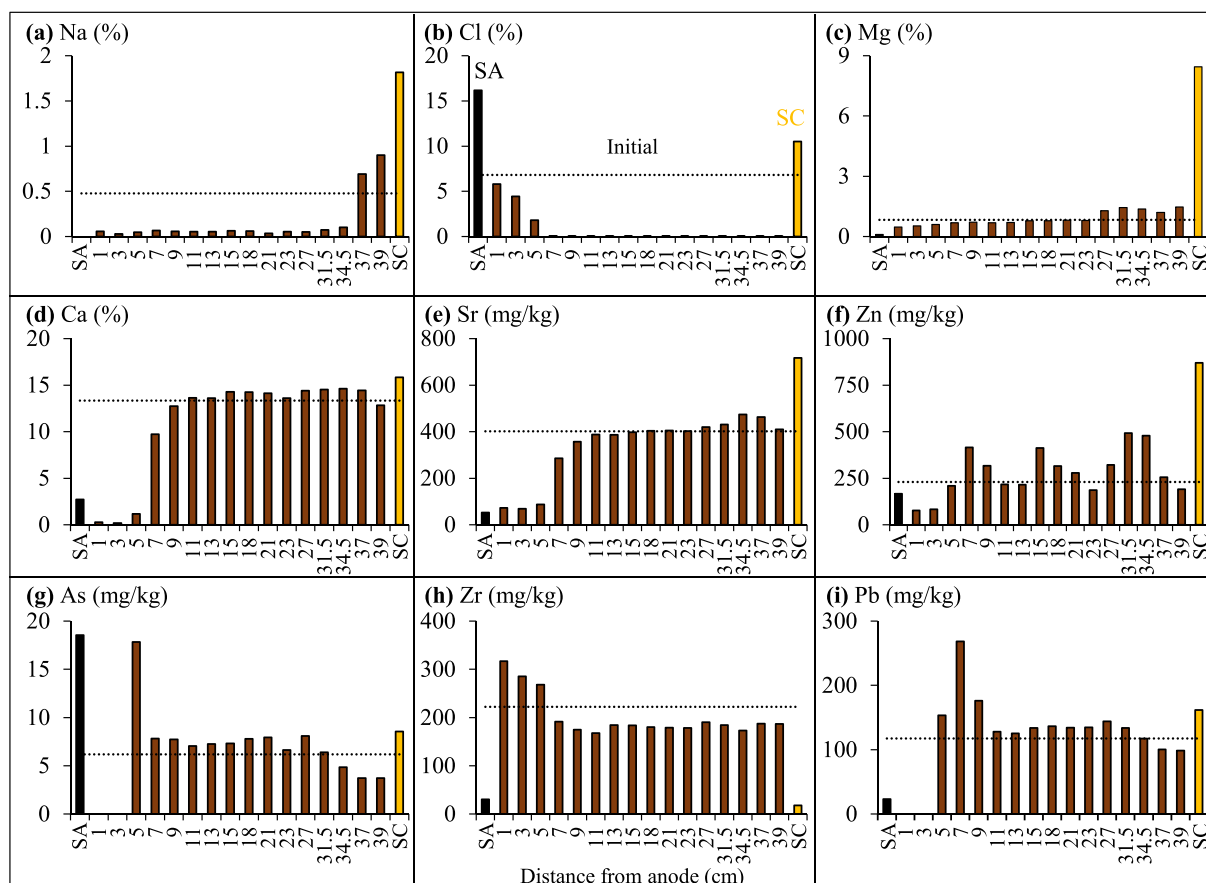 (a) Na (%)
2
1.5
1
0.5
0
SA 1 3 5 7 9 11 13 15 18 21 23 27 31.5 34.5 37 39 SC
(b) Cl (%)
20
15
10
5
0
SA
SC
Initial
SA 1 3 5 7 9 11 13 15 18 21 23 27 31.5 34.5 37 39 SC
(c) Mg (%)
9
6
3
0
SA 1 3 5 7 9 11 13 15 18 21 23 27 31.5 34.5 37 39 SC
(d) Ca (%)
20
15
10
5
0
SA 1 3 5 7 9 11 13 15 18 21 23 27 31.5 34.5 37 39 SC
(e) Sr (mg/kg)
800
600
400
200
0
SA 1 3 5 7 9 11 13 15 18 21 23 27 31.5 34.5 37 39 SC
(f) Zn (mg/kg)
1000
750
500
250
0
SA 1 3 5 7 9 11 13 15 18 21 23 27 31.5 34.5 37 39 SC
(g) As (mg/kg)
20
15
10
5
0
SA 1 3 5 7 9 11 13 15 18 21 23 27 31.5 34.5 37 39 SC
(h) Zr (mg/kg)
400
300
200
100
0
SA 1 3 5 7 9 11 13 15 18 21 23 27 31.5 34.5 37 39 SC
Distance from anode (cm)
(i) Pb (mg/kg)
300
200
100
0
SA 1 3 5 7 9 11 13 15 18 21 23 27 31.5 34.5 37 39 SC